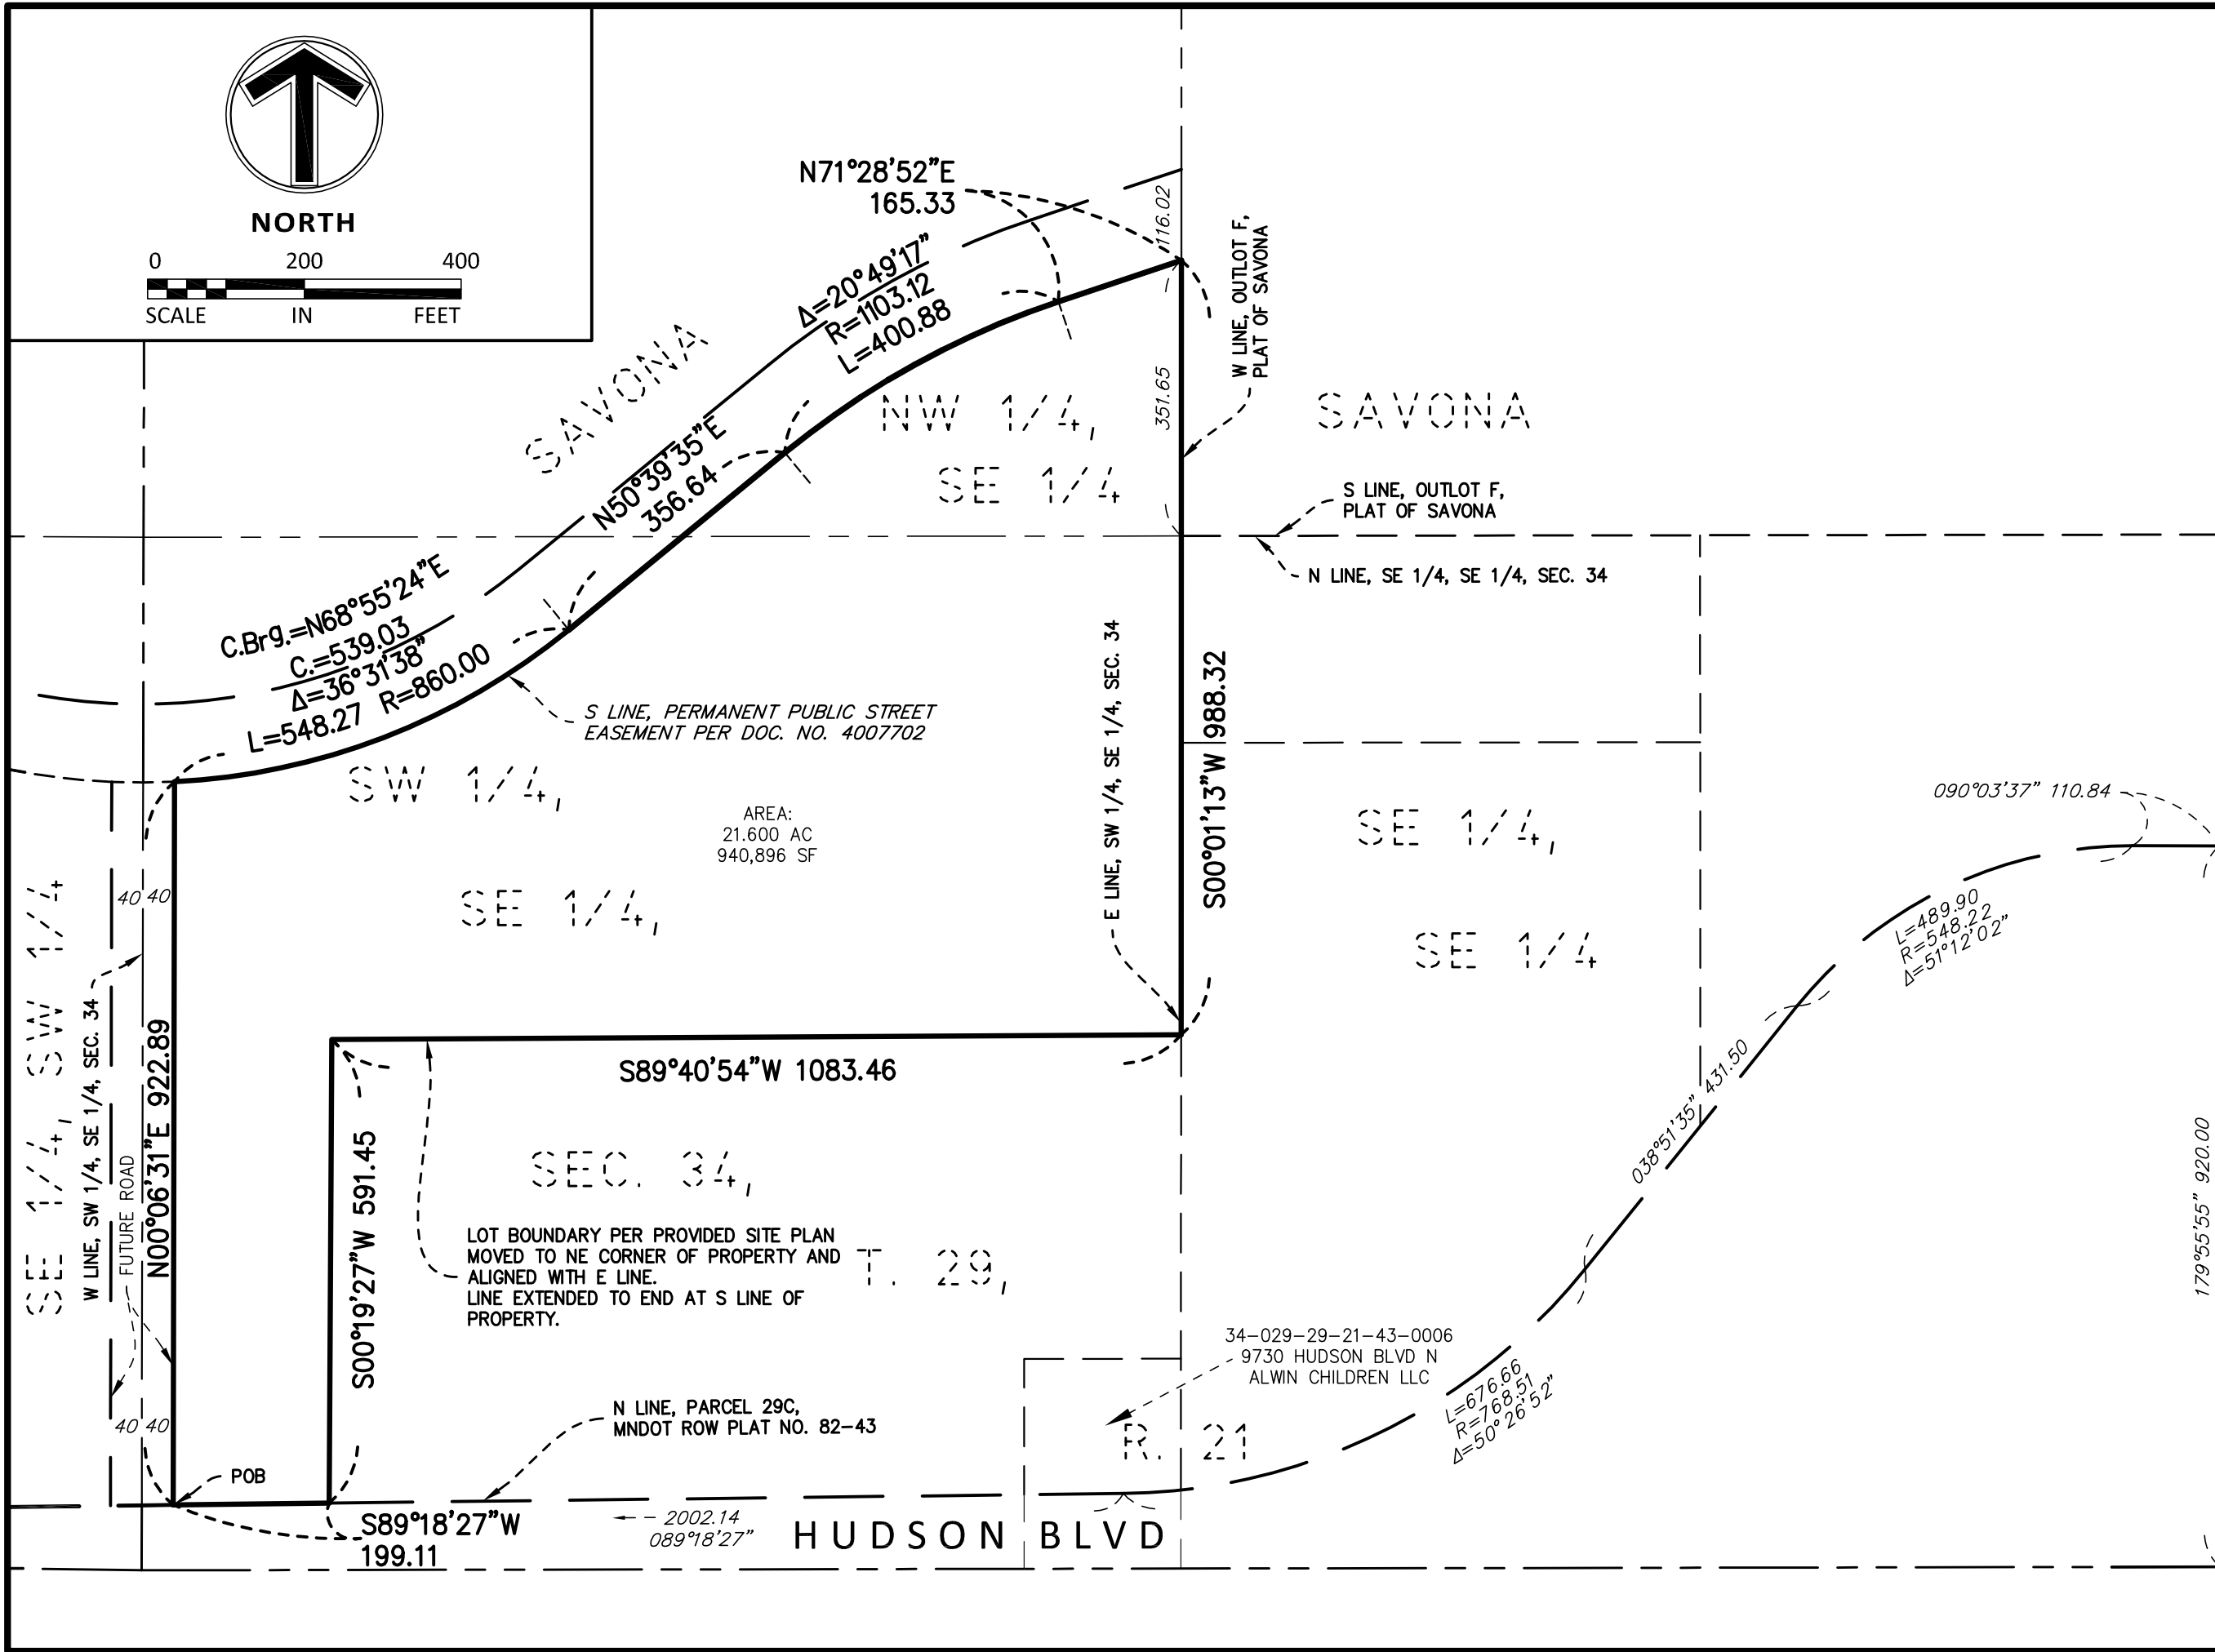 NORTH
0 200 400
SCALE IN FEET
N71°28'52"E
165.33
116.02
W LINE, OUTLOT F,
PLAT OF SAVONA
Δ=20°49'17"
R=1103.12
L=400.88
SAVONA
NW 1/4,
SE 1/4
351.65
SAVONA
N50°39'35"E
356.64
S LINE, OUTLOT F,
PLAT OF SAVONA
N LINE, SE 1/4, SE 1/4, SEC. 34
C.Brg.=N68°55'24"E
C.=539.03
Δ=36°31'38"
L=548.27 R=860.00
S LINE, PERMANENT PUBLIC STREET
EASEMENT PER DOC. NO. 4007702
E LINE, SW 1/4, SE 1/4, SEC. 34
S00°01'13"W 988.32
SW 1/4,
SE 1/4,
AREA:
21.600 AC
940,896 SF
SE 1/4,
SE 1/4
090°03'37" 110.84
L=489.90
R=548.22
Δ=51°12'02"
40 40
SE 1/4, SW 1/4
W LINE, SW 1/4, SE 1/4, SEC. 34
FUTURE ROAD
N00°06'31"E 922.89
S89°40'54"W 1083.46
S00°19'27"W 591.45
SEC. 34,
T. 29,
R. 21
LOT BOUNDARY PER PROVIDED SITE PLAN
MOVED TO NE CORNER OF PROPERTY AND
ALIGNED WITH E LINE.
LINE EXTENDED TO END AT S LINE OF
PROPERTY.
038°51'35" 431.50
179°55'55" 920.00
34-029-29-21-43-0006
9730 HUDSON BLVD N
ALWIN CHILDREN LLC
L=676.66
R=768.51
Δ=50°26'52"
N LINE, PARCEL 29C,
MNDOT ROW PLAT NO. 82-43
40 40
POB
S89°18'27"W
199.11
2002.14
089°18'27"
HUDSON BLVD